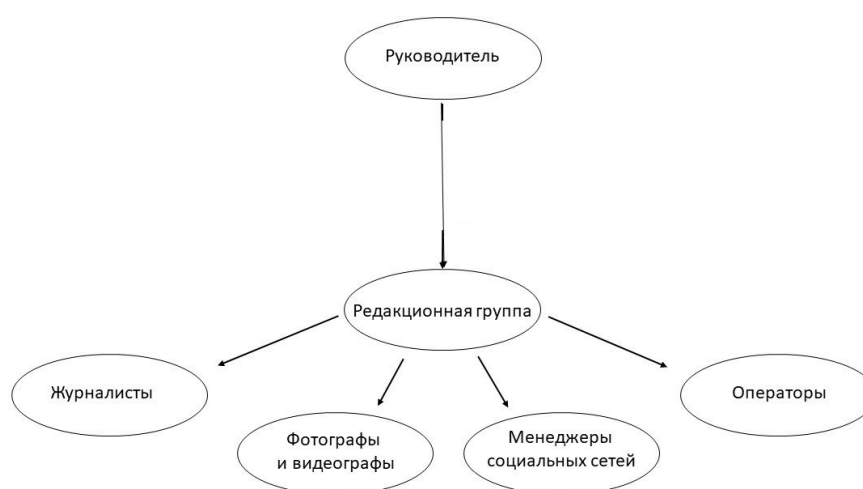 Руководитель
Редакционная группа
Журналисты
Операторы
Фотографы
и видеографы
Менеджеры
социальных сетей